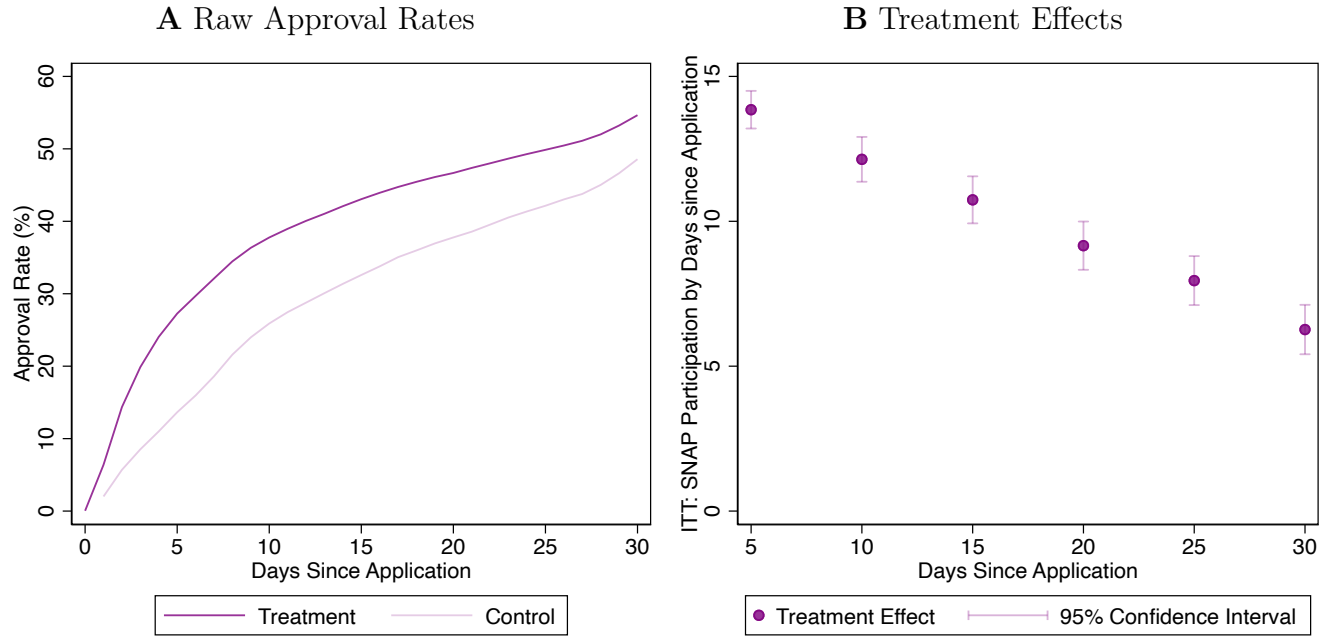 A Raw Approval Rates
Approval Rate (%)
60
50
40
30
20
10
0
0 5 10 15 20 25 30
Days Since Application
Treatment Control
B Treatment Effects
ITT: SNAP Participation by Days since Application
15
10
5
0
5 10 15 20 25 30
Days Since Application
Treatment Effect 95% Confidence Interval